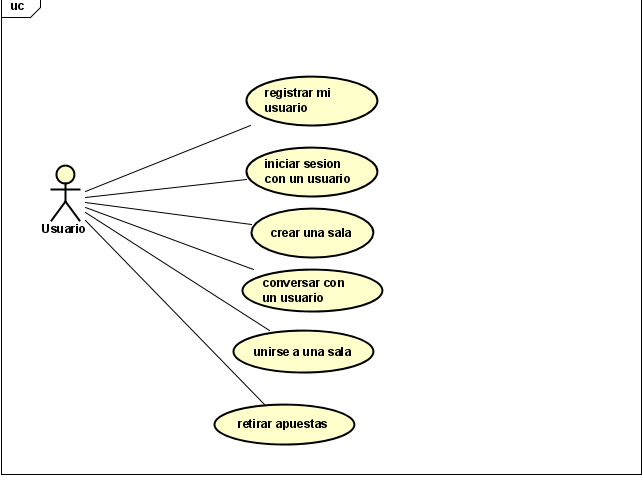 uc
registrar mi
usuario
iniciar sesion
con un usuario
Usuario
crear una sala
conversar con
un usuario
unirse a una sala
retirar apuestas